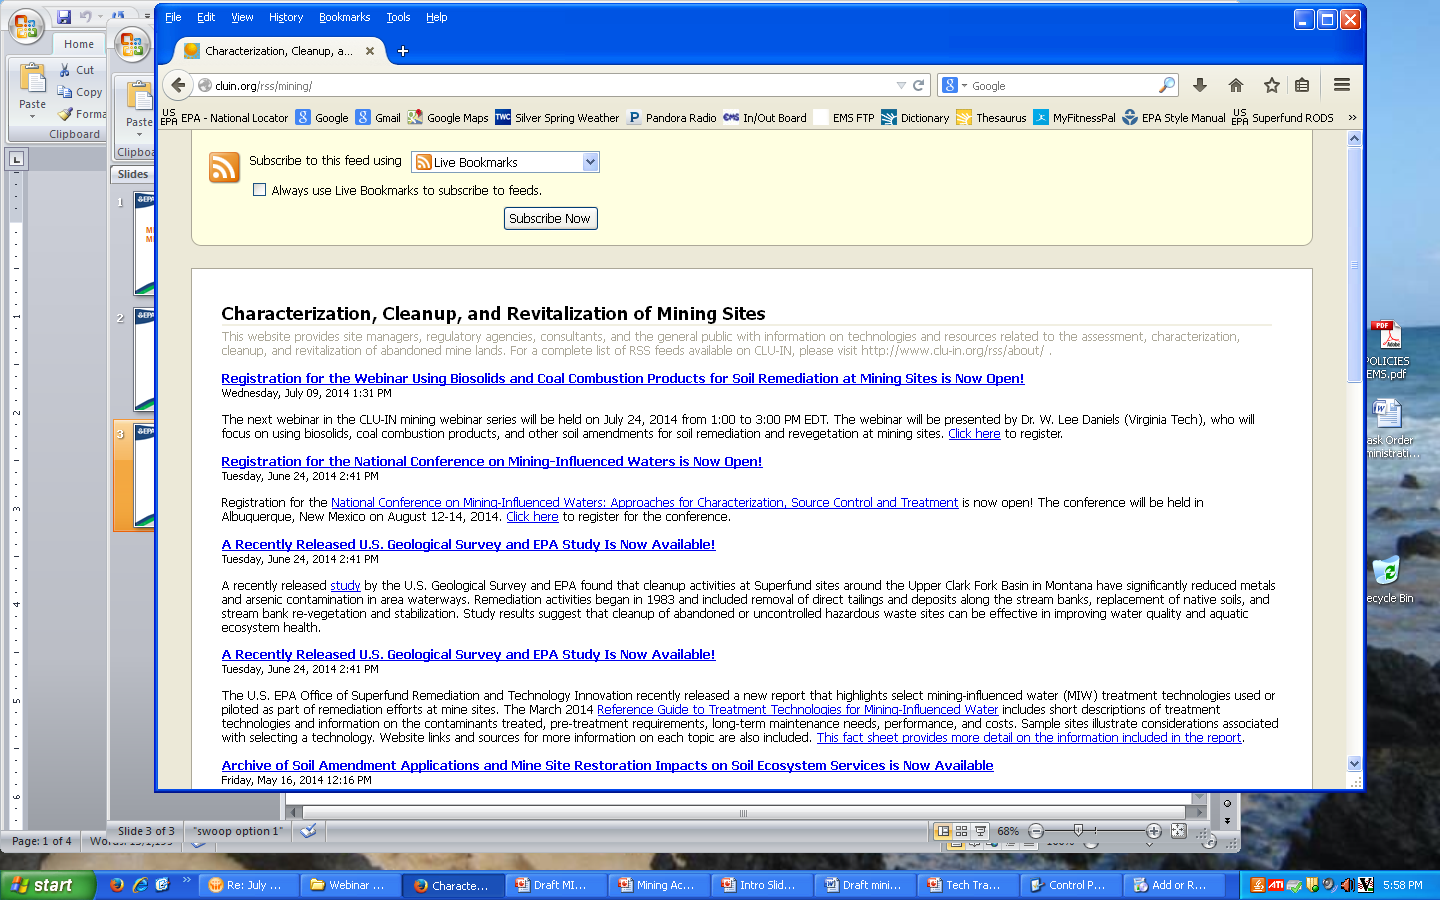 File Edit View History Bookmarks Tools Help
Home
Characterization, Cleanup, a...
Cut
Copy
Forma
Paste
Clipboard
Paste
Clipboa
cluin.org/rss/mining/
Google
US EPA EPA - National Locator Google Gmail Google Maps TWC Silver Spring Weather Pandora Radio CMS In/Out Board EMS FTP Dictionary Thesaurus MyFitnessPal EPA Style Manual US EPA Superfund RODS »
Slides
1
2
3
Subscribe to this feed using Live Bookmarks
Always use Live Bookmarks to subscribe to feeds.
Subscribe Now
Characterization, Cleanup, and Revitalization of Mining Sites
This website provides site managers, regulatory agencies, consultants, and the general public with information on technologies and resources related to the assessment, characterization,
cleanup, and revitalization of abandoned mine lands. For a complete list of RSS feeds available on CLU-IN, please visit http://www.clu-in.org/rss/about/ .
Registration for the Webinar Using Biosolids and Coal Combustion Products for Soil Remediation at Mining Sites is Now Open!
Wednesday, July 09, 2014 1:31 PM
The next webinar in the CLU-IN mining webinar series will be held on July 24, 2014 from 1:00 to 3:00 PM EDT. The webinar will be presented by Dr. W. Lee Daniels (Virginia Tech), who will
focus on using biosolids, coal combustion products, and other soil amendments for soil remediation and revegetation at mining sites. Click here to register.
Registration for the National Conference on Mining-Influenced Waters is Now Open!
Tuesday, June 24, 2014 2:41 PM
Registration for the National Conference on Mining-Influenced Waters: Approaches for Characterization, Source Control and Treatment is now open! The conference will be held in
Albuquerque, New Mexico on August 12-14, 2014. Click here to register for the conference.
A Recently Released U.S. Geological Survey and EPA Study Is Now Available!
Tuesday, June 24, 2014 2:41 PM
A recently released study by the U.S. Geological Survey and EPA found that cleanup activities at Superfund sites around the Upper Clark Fork Basin in Montana have significantly reduced metals
and arsenic contamination in area waterways. Remediation activities began in 1983 and included removal of direct tailings and deposits along the stream banks, replacement of native soils, and
stream bank re-vegetation and stabilization. Study results suggest that cleanup of abandoned or uncontrolled hazardous waste sites can be effective in improving water quality and aquatic
ecosystem health.
A Recently Released U.S. Geological Survey and EPA Study Is Now Available!
Tuesday, June 24, 2014 2:41 PM
The U.S. EPA Office of Superfund Remediation and Technology Innovation recently released a new report that highlights select mining-influenced water (MIW) treatment technologies used or
piloted as part of remediation efforts at mine sites. The March 2014 Reference Guide to Treatment Technologies for Mining-Influenced Water includes short descriptions of treatment
technologies and information on the contaminants treated, pre-treatment requirements, long-term maintenance needs, performance, and costs. Sample sites illustrate considerations associated
with selecting a technology. Website links and sources for more information on each topic are also included. This fact sheet provides more detail on the information included in the report.
Archive of Soil Amendment Applications and Mine Site Restoration Impacts on Soil Ecosystem Services is Now Available
Friday, May 16, 2014 12:16 PM
PDF
Adobe
POLICIES
EMS.pdf
ask Order
ministrati...
ecycle Bin
Slide 3 of 3 "swoop option 1" 68%
Page: 1 of 4
start Re: July ... Webinar ... Characte... Draft MI... Mining Ac... Intro Slid... Draft mini... Tech Tra... Control P... Add or R... ATI 5:58 PM